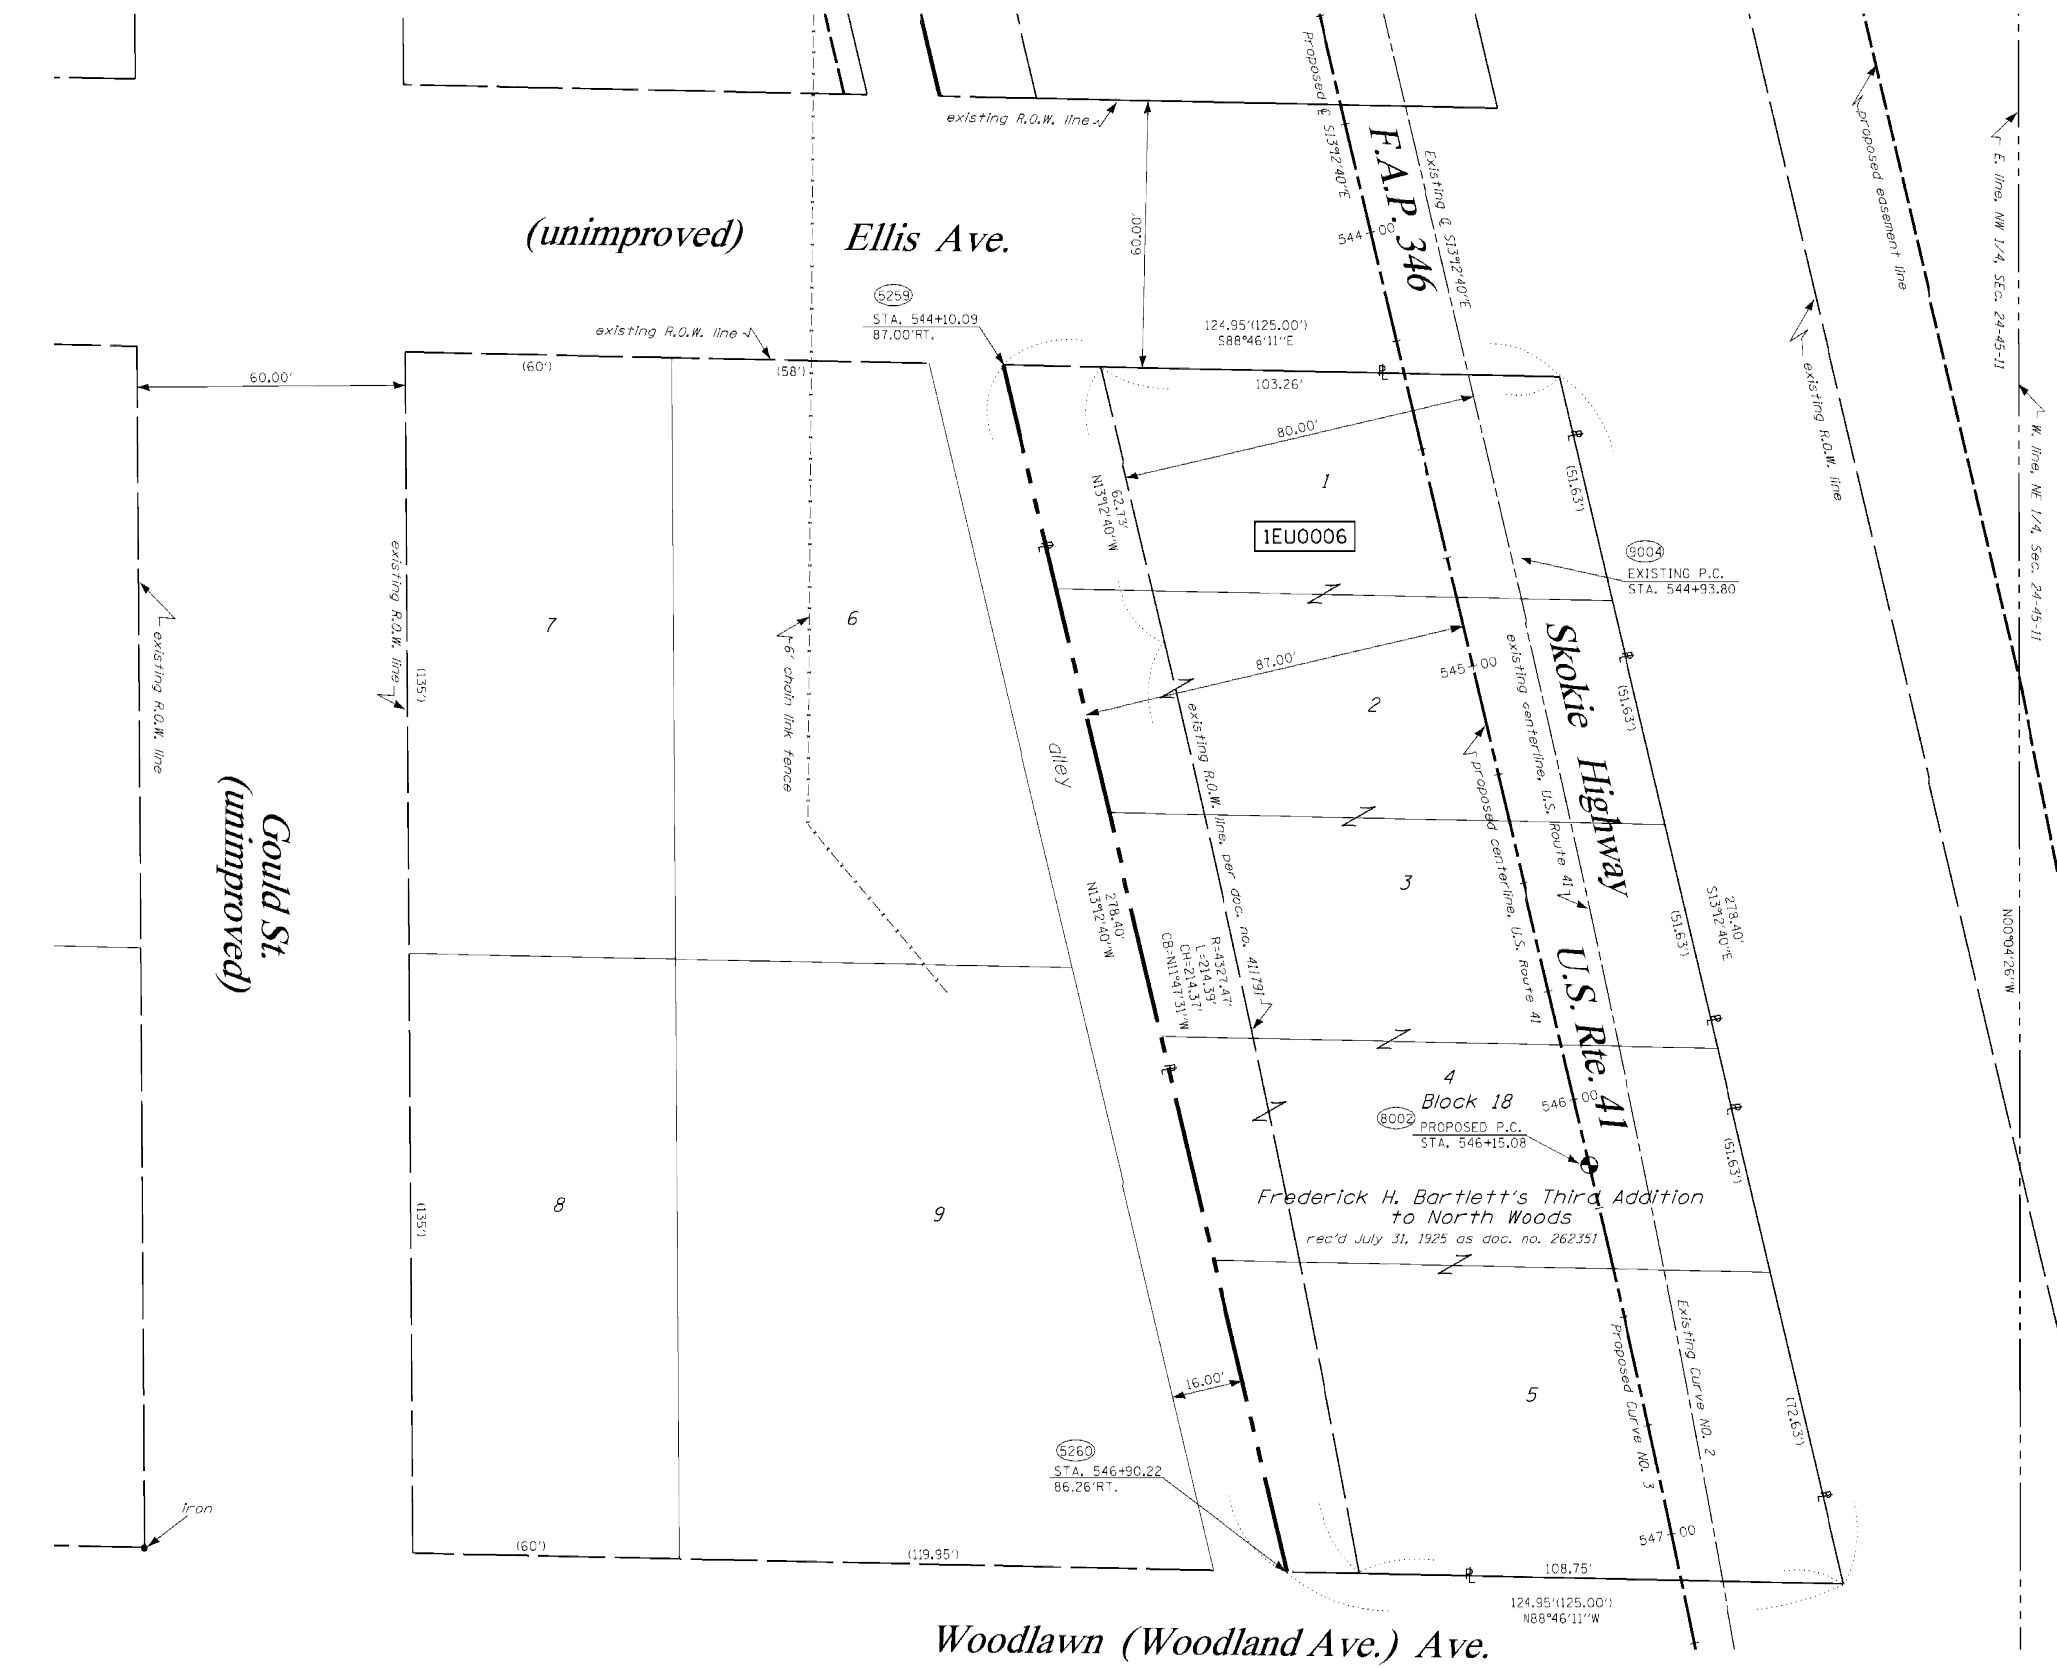 existing R.O.W. line
Proposed ℄ S13°12'40"E
F.A.P. 346
Existing ℄ S13°12'40"E
proposed easement line
E. line, NW 1/4, SEc. 24-45-11
(unimproved) Ellis Ave.
60.00'
544+00
5259
STA. 544+10.09
87.00'RT.
existing R.O.W. line
124.95'(125.00')
S88°46'11"E
existing R.O.W. line
60.00'
(60')
(58')
103.26'
80.00'
1
(51.63')
W. line, NE 1/4, Sec. 24-45-11
62.73'
N13°12'40"W
1EU0006
9004
EXISTING P.C.
STA. 544+93.80
existing R.O.W. line
existing R.O.W. line
(135')
7
6
6' chain link fence
87.00'
545+00
2
(51.63')
alley
existing R.O.W. line, per doc. no. 411791
proposed centerline, U.S. Route 41
existing centerline, U.S. Route 41
Skokie Highway U.S. Rte. 41
Gould St.
(unimproved)
3
278.40'
N13°12'40"W
R=4327.47'
L=214.39'
CH=214.37'
CB=N11°47'31"W
(51.63')
278.40'
S13°12'40"E
N00°04'26"W
4
Block 18
546+00
8002
PROPOSED P.C.
STA. 546+15.08
(51.63')
Frederick H. Bartlett's Third Addition
to North Woods
rec'd July 31, 1925 as doc. no. 262351
(135')
8
9
16.00'
5
Proposed Curve NO. 3
Existing Curve NO. 2
(72.63')
5260
STA. 546+90.22
86.26'RT.
iron
(60')
(119.95')
547+00
108.75'
124.95'(125.00')
N88°46'11"W
Woodlawn (Woodland Ave.) Ave.